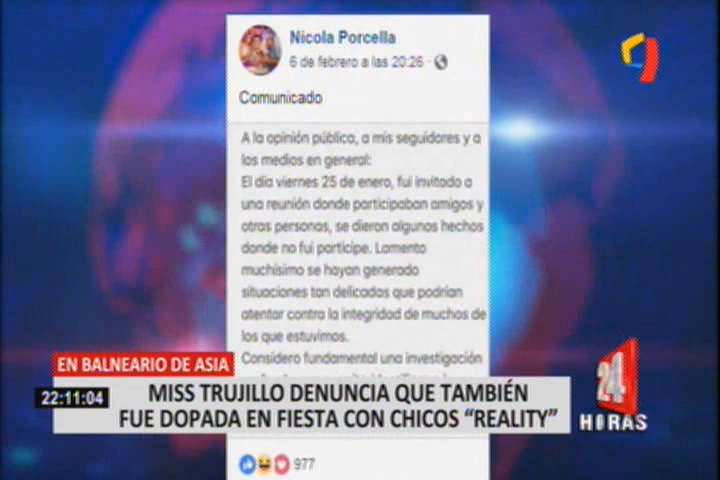 Nicola Porcella
6 de febrero a las 20:26
Comunicado
A la opinión pública, a mis seguidores y a
los medios en general:
El día viernes 25 de enero, fui invitado a
una reunión donde participaban amigos y
otras personas, se dieron algunos hechos
donde no fui participe. Lamento
muchísimo se hayan generado
situaciones tan delicadas que podrían
atentar contra la integridad de muchos de
los que estuvimos.
Considero fundamental una investigación
EN BALNEARIO DE ASIA
22:11:04
MISS TRUJILLO DENUNCIA QUE TAMBIÉN
FUE DOPADA EN FIESTA CON CHICOS “REALITY”
24
HORAS
977